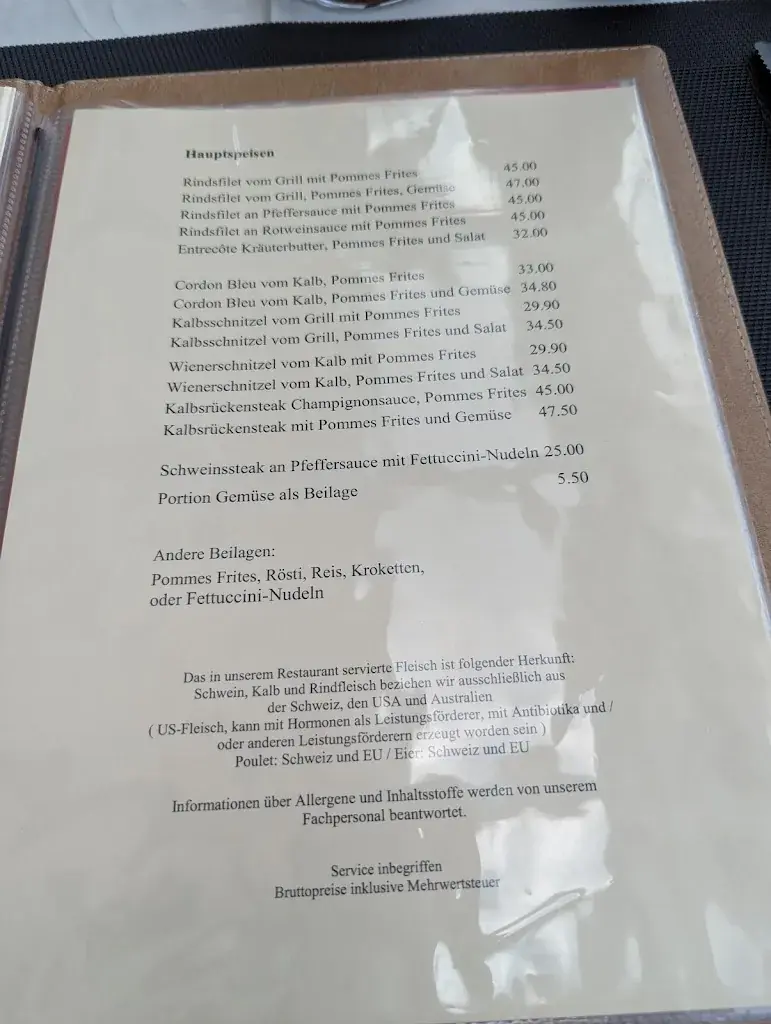 Hauptspeisen
Rindsfilet vom Grill mit Pommes Frites 45.00
Rindsfilet vom Grill, Pommes Frites, Gemüse 47.00
Rindsfilet an Pfeffersauce mit Pommes Frites 45.00
Rindsfilet an Rotweinsauce mit Pommes Frites 45.00
Entrecôte Kräuterbutter, Pommes Frites und Salat 32.00
Cordon Bleu vom Kalb, Pommes Frites 33.00
Cordon Bleu vom Kalb, Pommes Frites und Gemüse 34.80
Kalbsschnitzel vom Grill mit Pommes Frites 29.90
Kalbsschnitzel vom Grill, Pommes Frites und Salat 34.50
Wienerschnitzel vom Kalb mit Pommes Frites 29.90
Wienerschnitzel vom Kalb, Pommes Frites und Salat 34.50
Kalbsrückensteak Champignonsauce, Pommes Frites 45.00
Kalbsrückensteak mit Pommes Frites und Gemüse 47.50
Schweinssteak an Pfeffersauce mit Fettuccini-Nudeln 25.00
Portion Gemüse als Beilage 5.50
Andere Beilagen:
Pommes Frites, Rösti, Reis, Kroketten,
oder Fettuccini-Nudeln
Das in unserem Restaurant servierte Fleisch ist folgender Herkunft:
Schwein, Kalb und Rindfleisch beziehen wir ausschließlich aus
der Schweiz, den USA und Australien
( US-Fleisch, kann mit Hormonen als Leistungsförderer, mit Antibiotika und /
oder anderen Leistungsförderern erzeugt worden sein )
Poulet: Schweiz und EU / Eier: Schweiz und EU
Informationen über Allergene und Inhaltsstoffe werden von unserem
Fachpersonal beantwortet.
Service inbegriffen
Bruttopreise inklusive Mehrwertsteuer